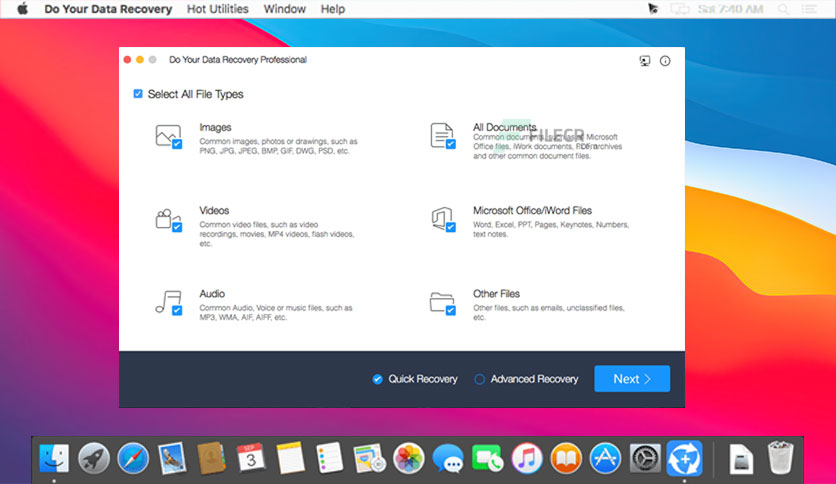 Do Your Data Recovery Hot Utilities Window Help Sat 7:40 AM
Do Your Data Recovery Professional
Select All File Types
Images
Common images, photos or drawings, such as
PNG, JPG, JPEG, BMP, GIF, DWG, PSD, etc.
All Documents
Common documents, such as Microsoft
Office files, iWork documents, archives
and other common document files.
FILECR
Videos
Common video files, such as video
recordings, movies, MP4 videos, flash videos,
etc.
Microsoft Office/iWord Files
Word, Excel, PPT, Pages, Keynotes, Numbers,
text notes.
Audio
Common Audio, Voice or music files, such as
MP3, WMA, AIF, AIFF, etc.
Other Files
Other files, such as emails, unclassified files,
etc.
Quick Recovery Advanced Recovery Next
SEP
3